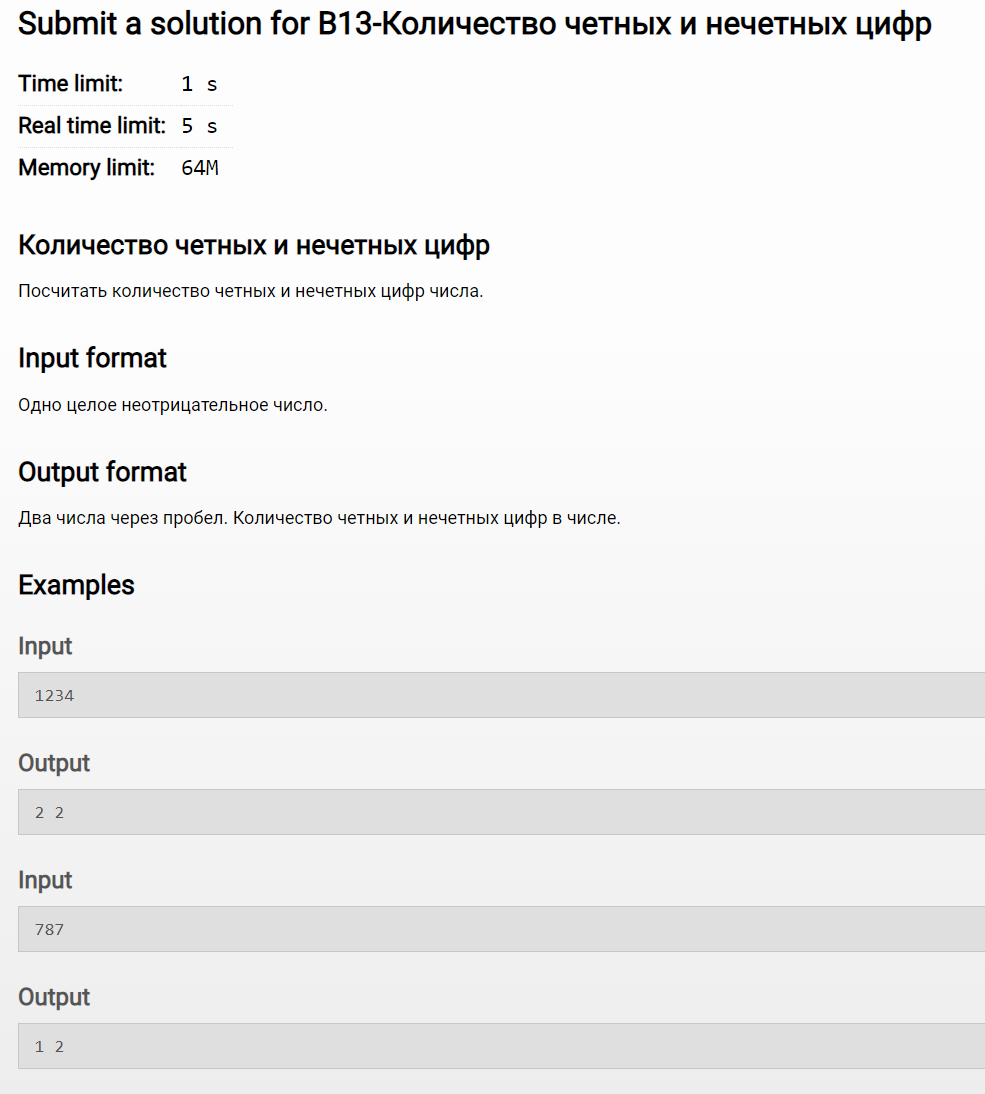 Submit a solution for B13-Количество четных и нечетных цифр
Time limit: 1 s
Real time limit: 5 s
Memory limit: 64M
Количество четных и нечетных цифр
Посчитать количество четных и нечетных цифр числа.
Input format
Одно целое неотрицательное число.
Output format
Два числа через пробел. Количество четных и нечетных цифр в числе.
Examples
Input
1234
Output
2 2
Input
787
Output
1 2